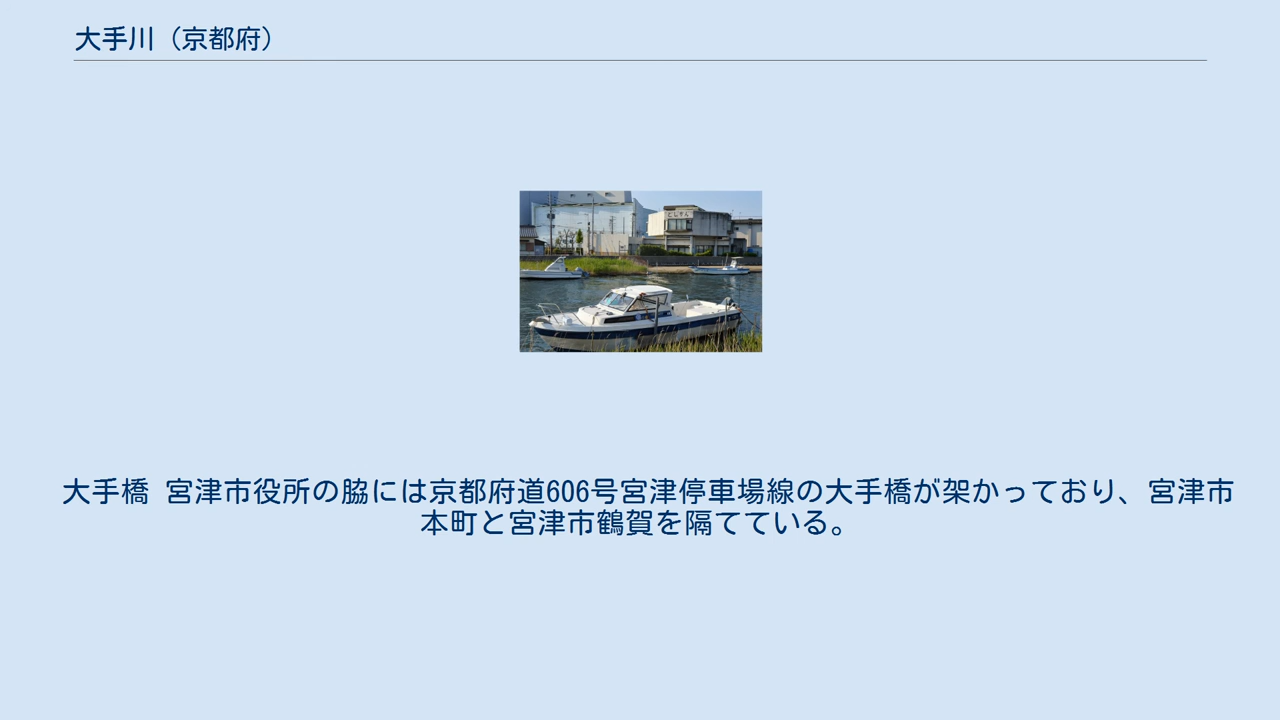 大手川（京都府）
大手橋 宮津市役所の脇には京都府道606号宮津停車場線の大手橋が架かっており、宮津市
本町と宮津市鶴賀を隔てている。